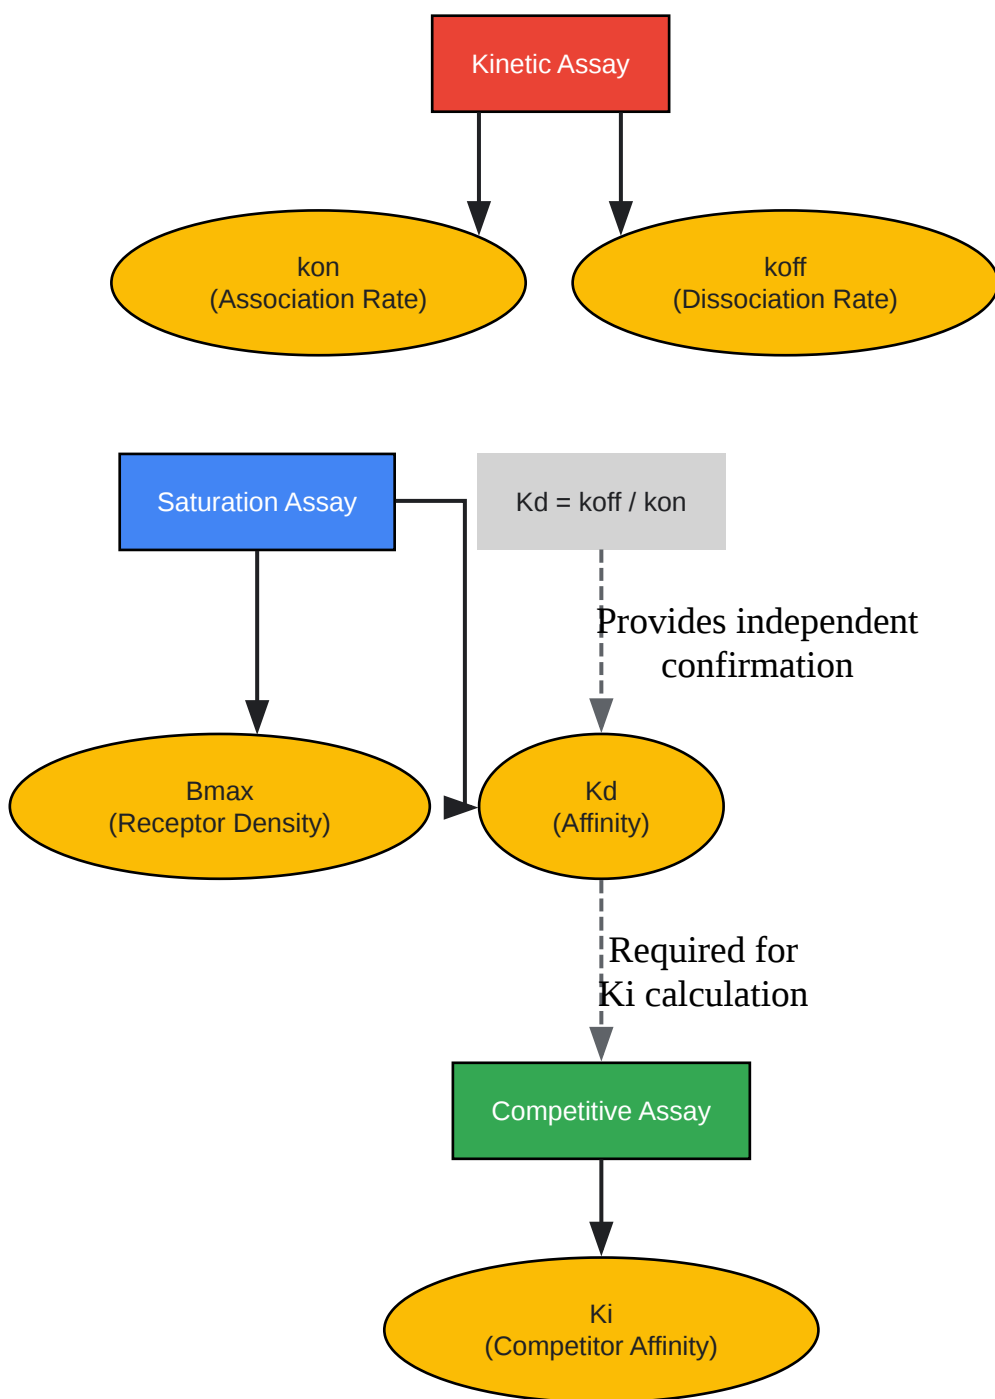 Kinetic Assay
kon
(Association Rate)
koff
(Dissociation Rate)
Saturation Assay
Kd = koff / kon
Provides independent
confirmation
Bmax
(Receptor Density)
Kd
(Affinity)
Required for
Ki calculation
Competitive Assay
Ki
(Competitor Affinity)